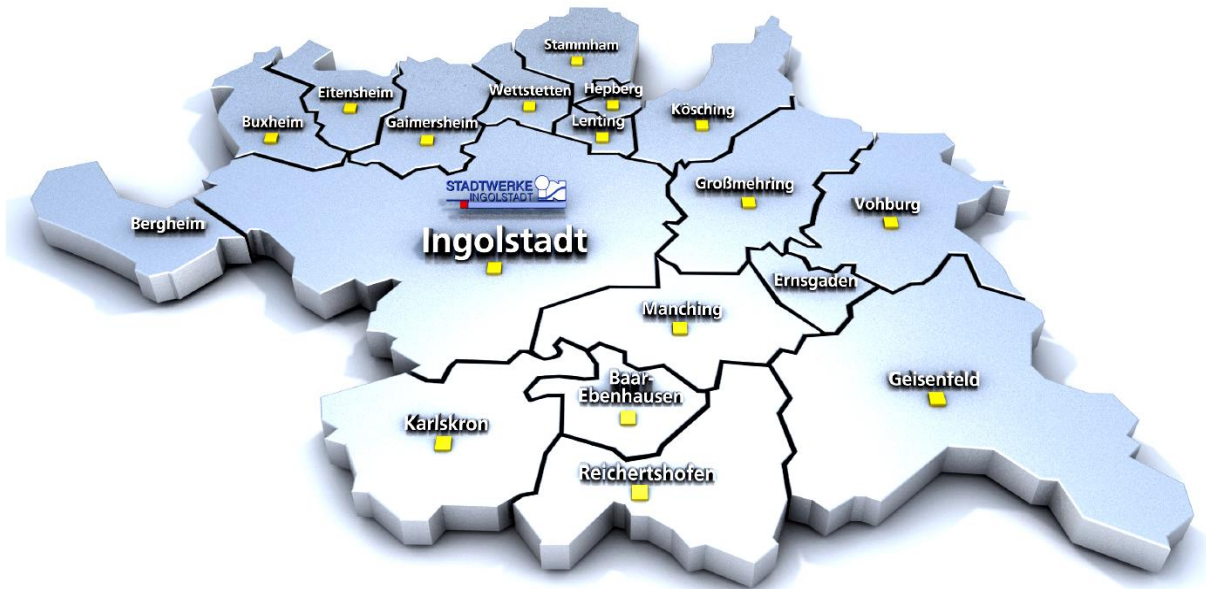 Stammham
Eitensheim
Wettstetten
Hepberg
Buxheim
Gaimersheim
Lenting
Kösching
Bergheim
STADTWERKE
INGOLSTADT
Großmehring
Vohburg
Ingolstadt
Ernsgaden
Manching
Baar-
Ebenhausen
Geisenfeld
Karlskron
Reichertshofen